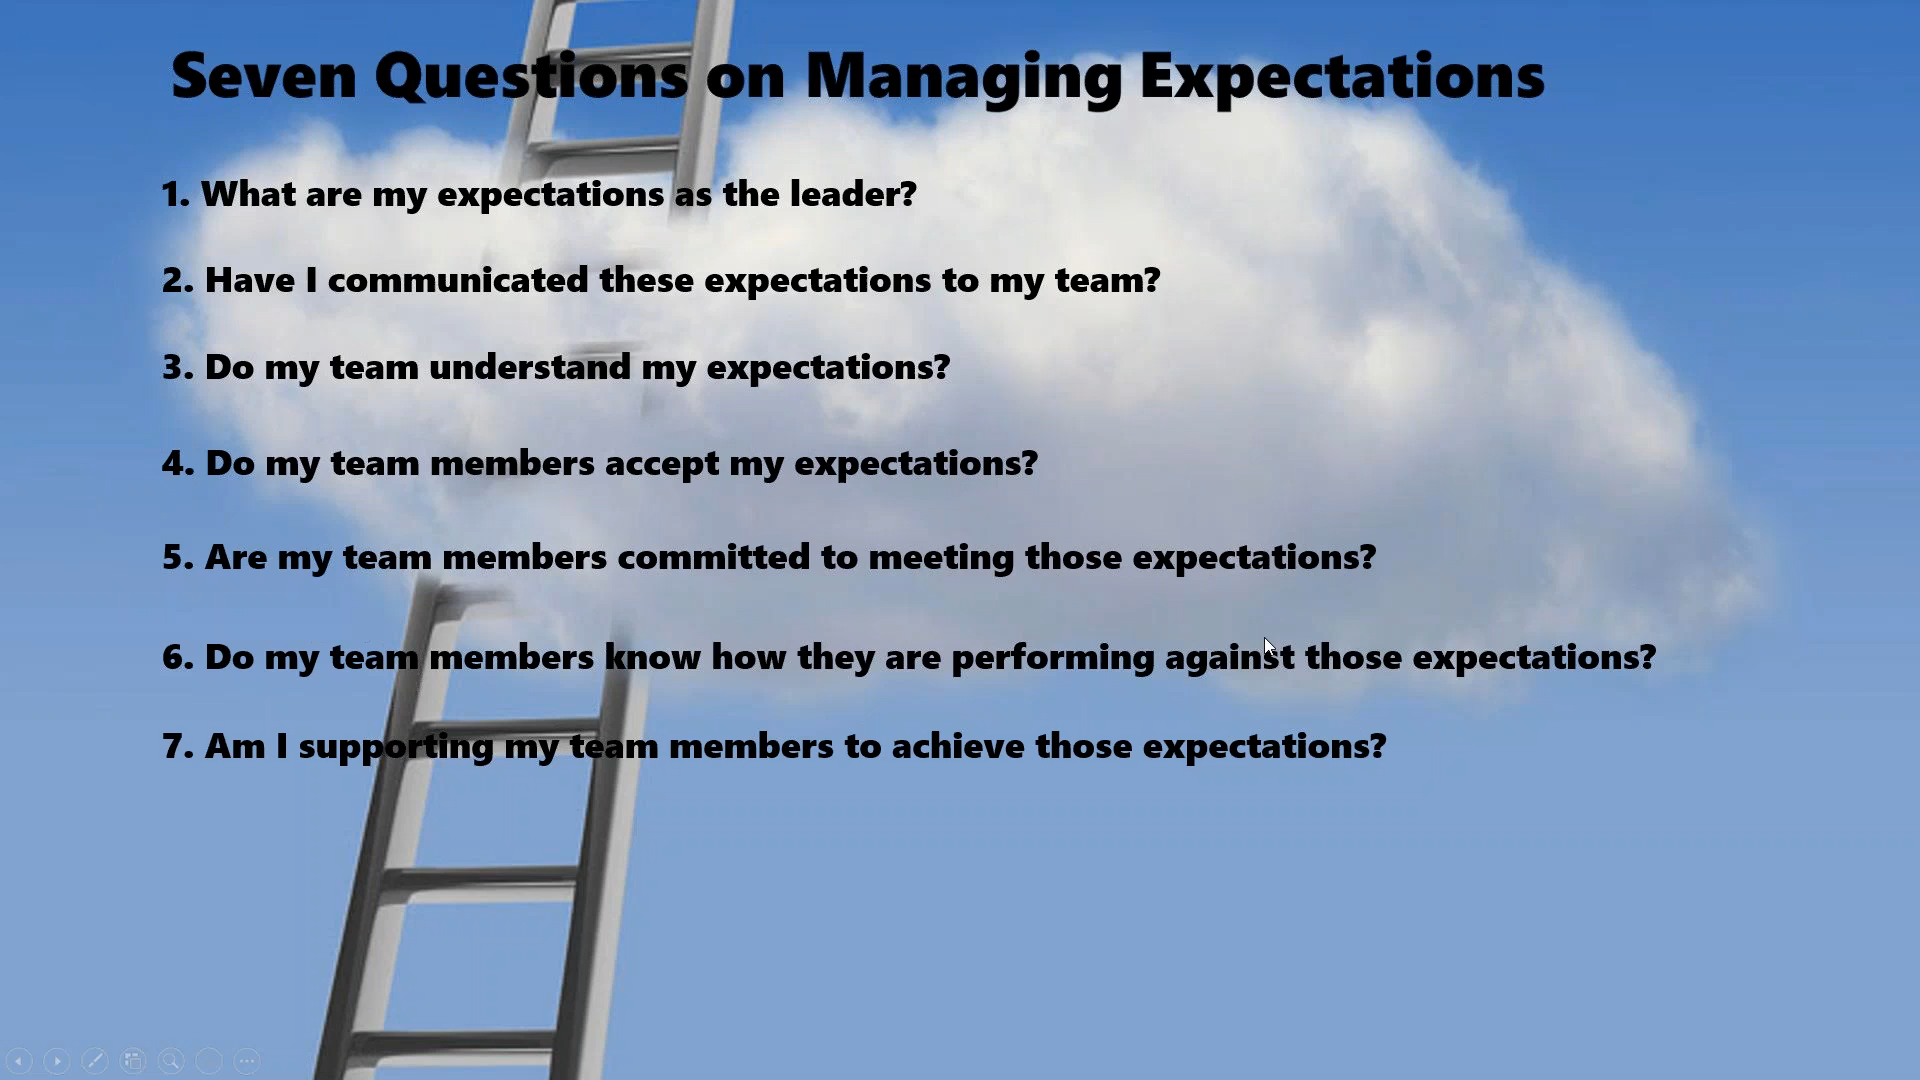 Seven Questions on Managing Expectations
1. What are my expectations as the leader?
2. Have I communicated these expectations to my team?
3. Do my team understand my expectations?
4. Do my team members accept my expectations?
5. Are my team members committed to meeting those expectations?
6. Do my team members know how they are performing against those expectations?
7. Am I supporting my team members to achieve those expectations?